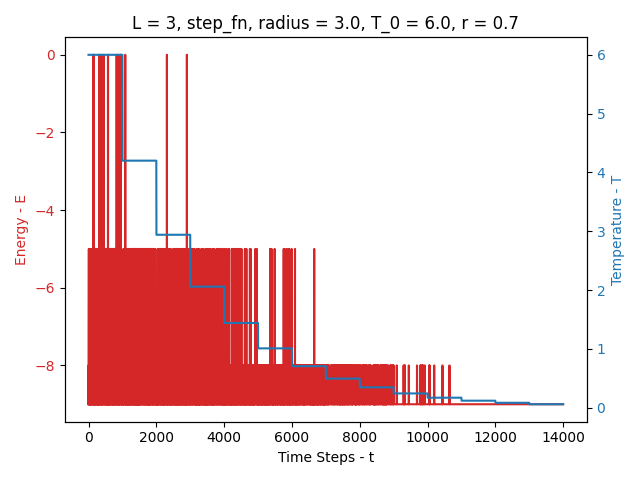 L = 3, step_fn, radius = 3.0, T_0 = 6.0, r = 0.7
0
−2
−4
−6
−8
Energy - E
6
5
4
3
2
1
0
Temperature - T
0 2000 4000 6000 8000 10000 12000 14000
Time Steps - t